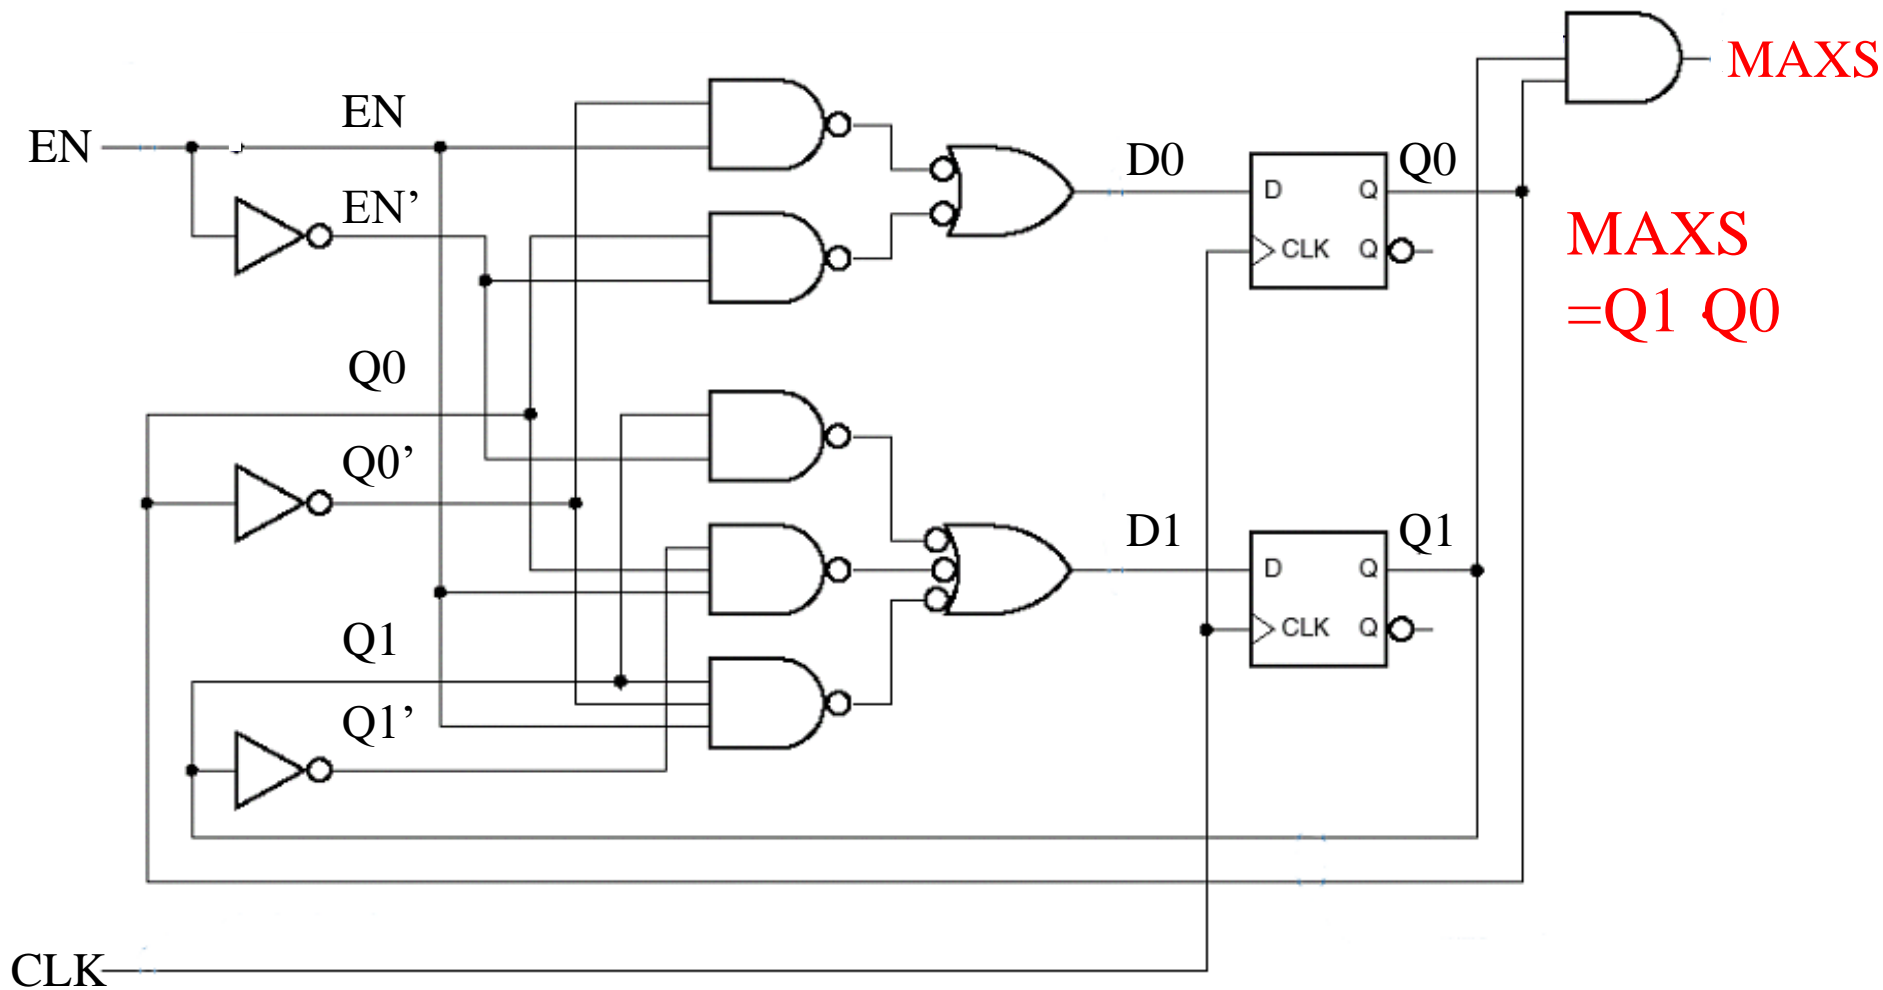 MAXS
EN
EN
EN’
D0
D
Q
CLK
Q
Q0
MAXS
=Q1 ·Q0
Q0
Q0’
D1
D
Q
CLK
Q
Q1
Q1
Q1’
CLK